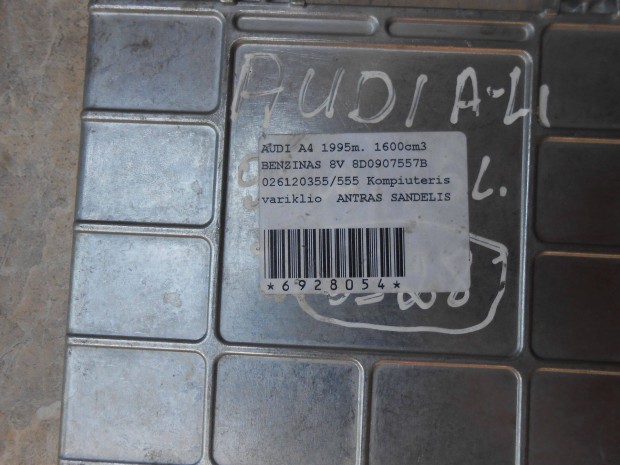 AUDI A-4
AUDI A4 1995m. 1600cm3
BENZINAS 8V 8D0907557B
026120355/555 Kompiuteris
variklio ANTRAS SANDELIS
L.
*6928054*